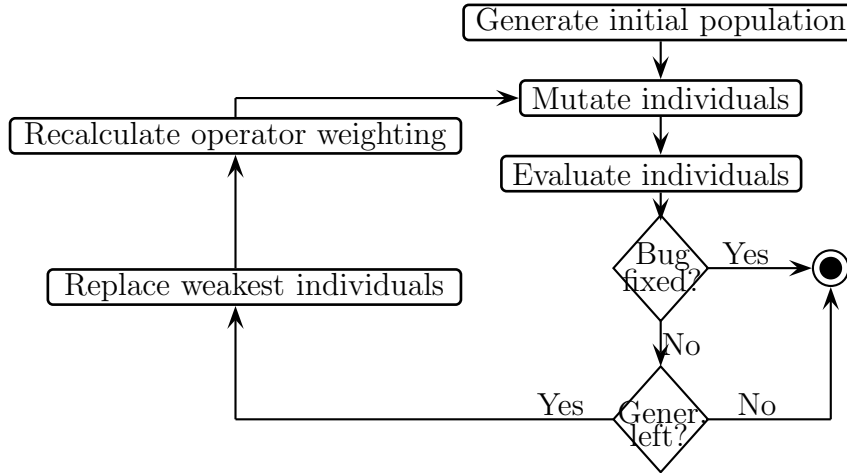 Generate initial population
Mutate individuals
Recalculate operator weighting
Evaluate individuals
Bug
fixed?
Yes
Replace weakest individuals
No
Yes
Gener.
left?
No